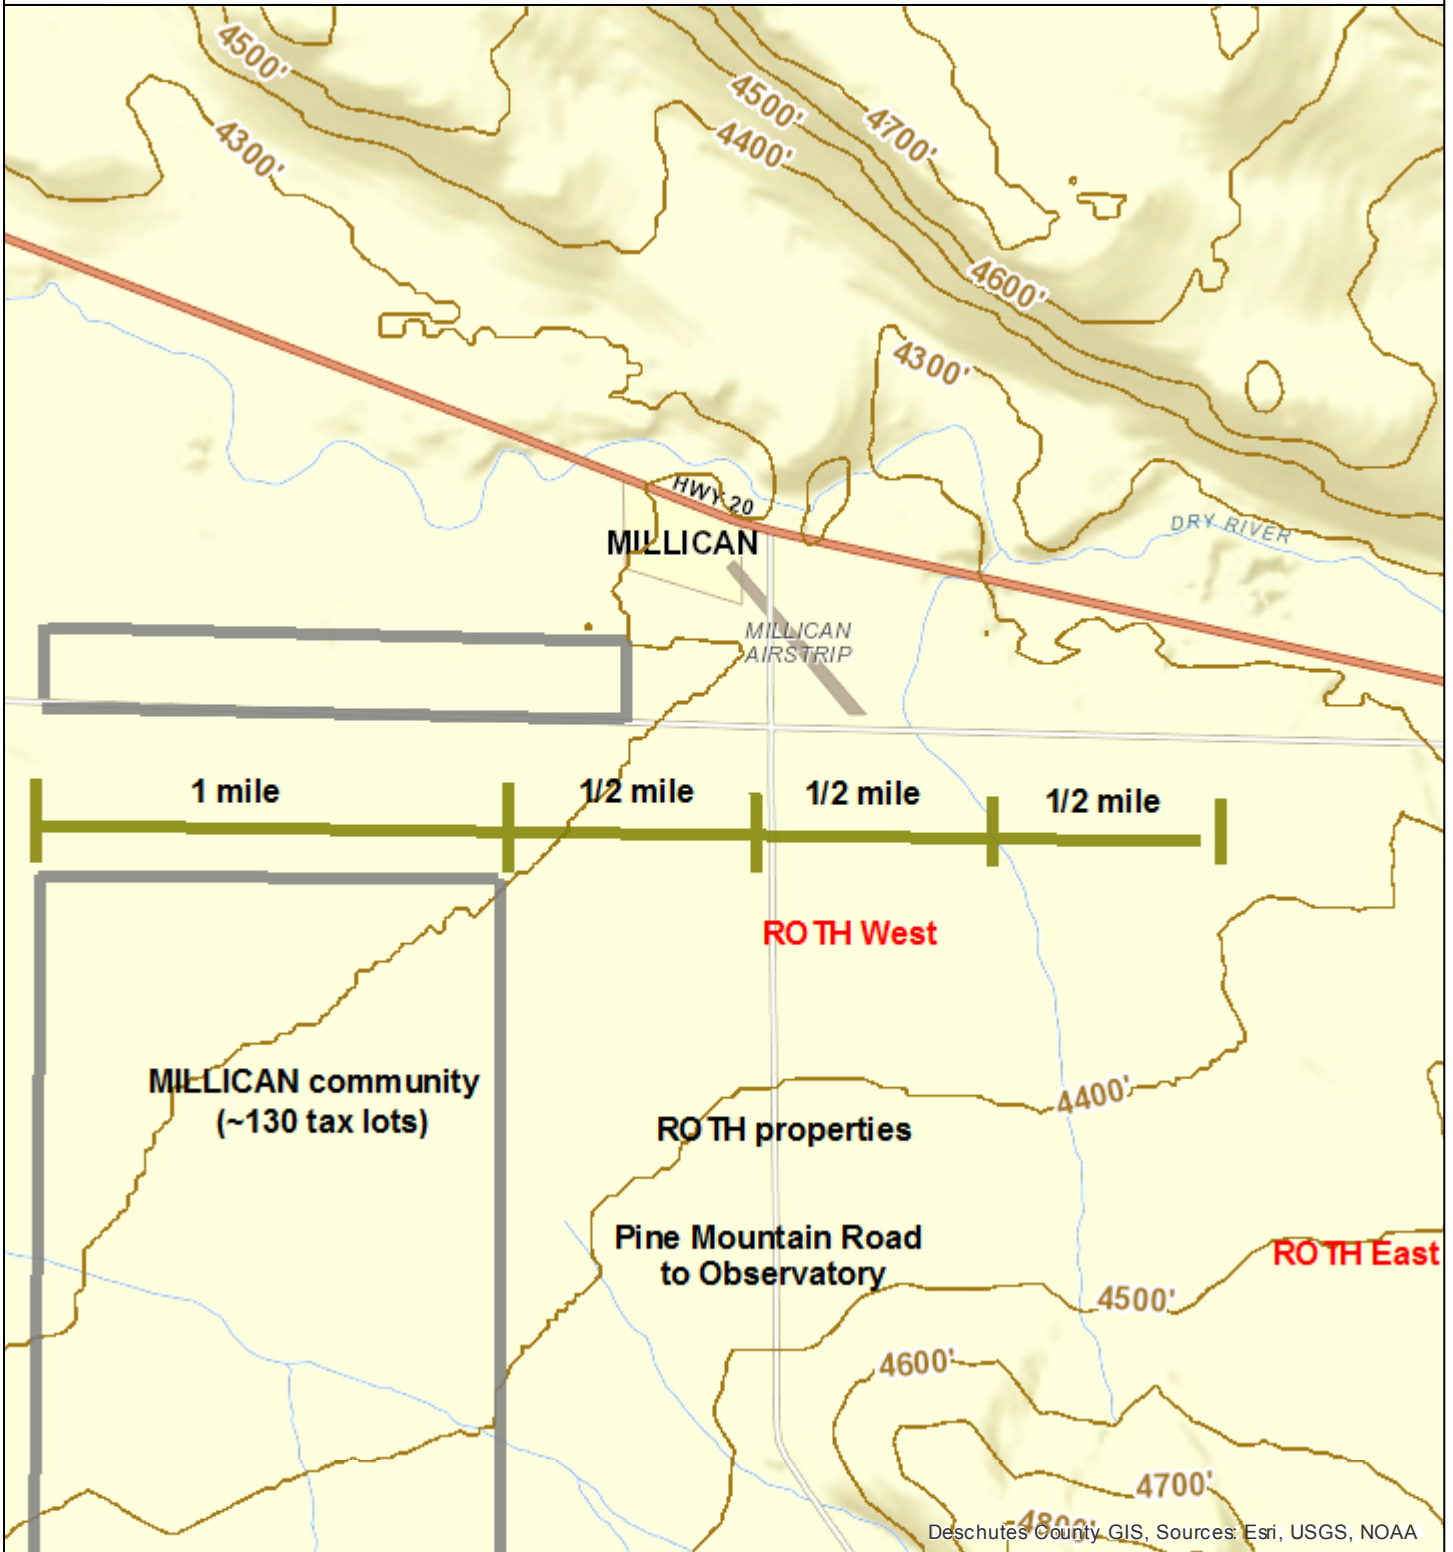 4500'
4500'
4700'
4400'
4300'
4600'
4300'
HWY 20
DRY RIVER
MILLICAN
MILLICAN
AIRSTRIP
1 mile
1/2 mile
1/2 mile
1/2 mile
ROTH West
MILLICAN community
(~130 tax lots)
4400'
ROTH properties
Pine Mountain Road
to Observatory
ROTH East
4500'
4600'
4700'
4800'
Deschutes County GIS, Sources: Esri, USGS, NOAA